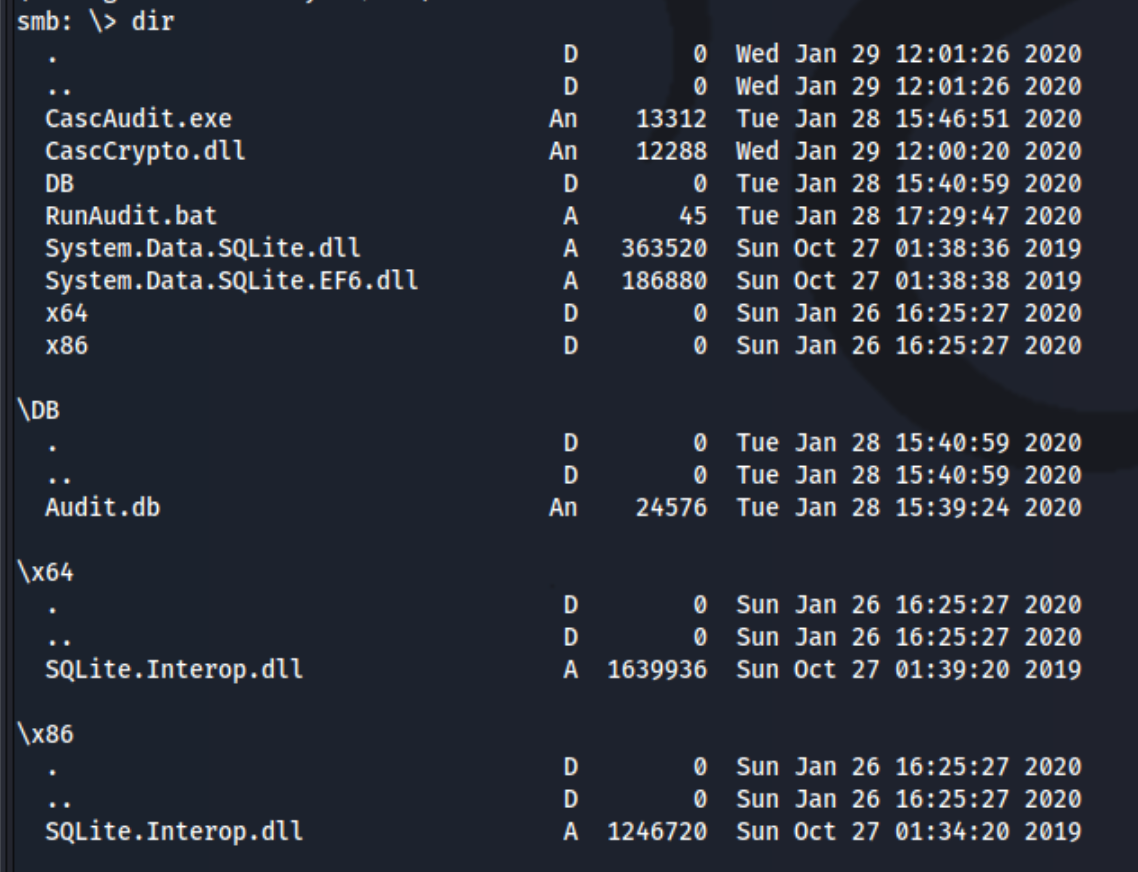 smb: \> dir
. D 0 Wed Jan 29 12:01:26 2020
.. D 0 Wed Jan 29 12:01:26 2020
CascAudit.exe An 13312 Tue Jan 28 15:46:51 2020
CascCrypto.dll An 12288 Wed Jan 29 12:00:20 2020
DB D 0 Tue Jan 28 15:40:59 2020
RunAudit.bat A 45 Tue Jan 28 17:29:47 2020
System.Data.SQLite.dll A 363520 Sun Oct 27 01:38:36 2019
System.Data.SQLite.EF6.dll A 186880 Sun Oct 27 01:38:38 2019
x64 D 0 Sun Jan 26 16:25:27 2020
x86 D 0 Sun Jan 26 16:25:27 2020
\DB
. D 0 Tue Jan 28 15:40:59 2020
.. D 0 Tue Jan 28 15:40:59 2020
Audit.db An 24576 Tue Jan 28 15:39:24 2020
\x64
. D 0 Sun Jan 26 16:25:27 2020
.. D 0 Sun Jan 26 16:25:27 2020
SQLite.Interop.dll A 1639936 Sun Oct 27 01:39:20 2019
\x86
. D 0 Sun Jan 26 16:25:27 2020
.. D 0 Sun Jan 26 16:25:27 2020
SQLite.Interop.dll A 1246720 Sun Oct 27 01:34:20 2019